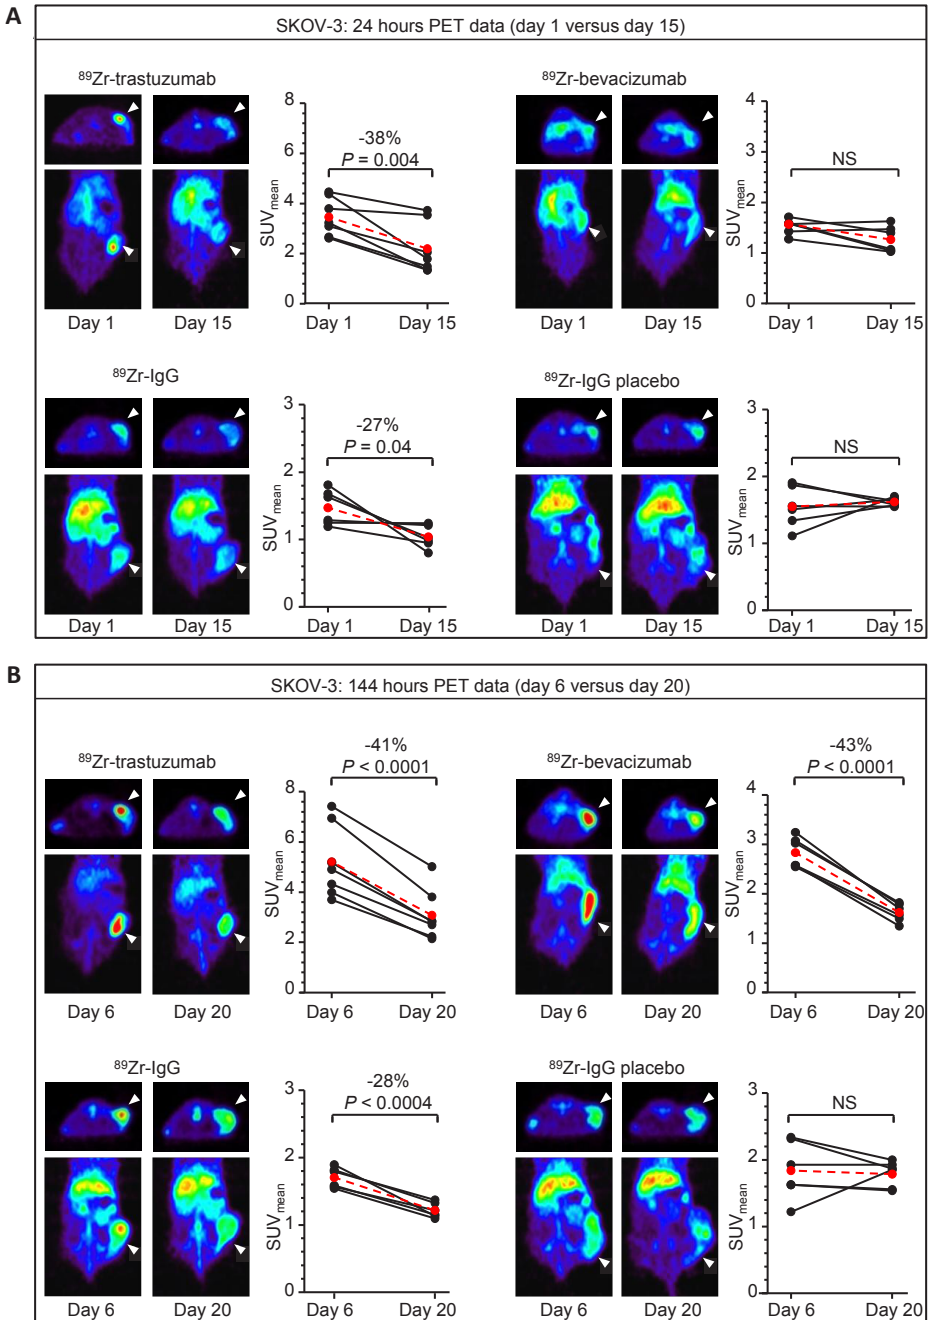 A
SKOV-3: 24 hours PET data (day 1 versus day 15)
⁸⁹Zr-trastuzumab
8
6
4
2
0
SUVmean
-38%
P = 0.004
Day 1
Day 15
Day 1
Day 15
⁸⁹Zr-bevacizumab
4
3
2
1
0
SUVmean
NS
Day 1
Day 15
Day 1
Day 15
⁸⁹Zr-IgG
3
2
1
0
SUVmean
-27%
P = 0.04
Day 1
Day 15
Day 1
Day 15
⁸⁹Zr-IgG placebo
3
2
1
0
SUVmean
NS
Day 1
Day 15
Day 1
Day 15
B
SKOV-3: 144 hours PET data (day 6 versus day 20)
⁸⁹Zr-trastuzumab
8
6
4
2
0
SUVmean
-41%
P < 0.0001
Day 6
Day 20
Day 6
Day 20
⁸⁹Zr-bevacizumab
4
3
2
1
0
SUVmean
-43%
P < 0.0001
Day 6
Day 20
Day 6
Day 20
⁸⁹Zr-IgG
3
2
1
0
SUVmean
-28%
P < 0.0004
Day 6
Day 20
Day 6
Day 20
⁸⁹Zr-IgG placebo
3
2
1
0
SUVmean
NS
Day 6
Day 20
Day 6
Day 20